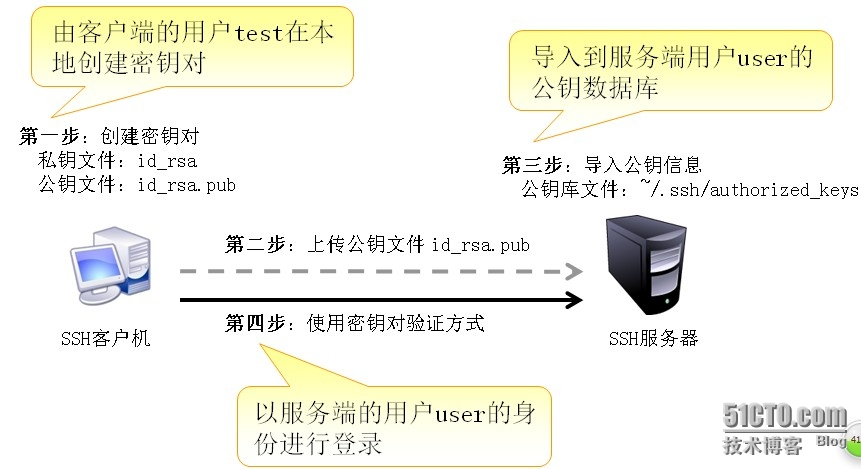 由客户端的用户test在本
地创建密钥对
导入到服务端用户user的
公钥数据库
第一步：创建密钥对
私钥文件：id_rsa
公钥文件：id_rsa.pub
第三步：导入公钥信息
公钥库文件：~/.ssh/authorized_keys
第二步：上传公钥文件 id_rsa.pub
第四步：使用密钥对验证方式
SSH客户机
SSH服务器
以服务端的用户user的身
份进行登录
51CTO.com
技术博客 Blog
41